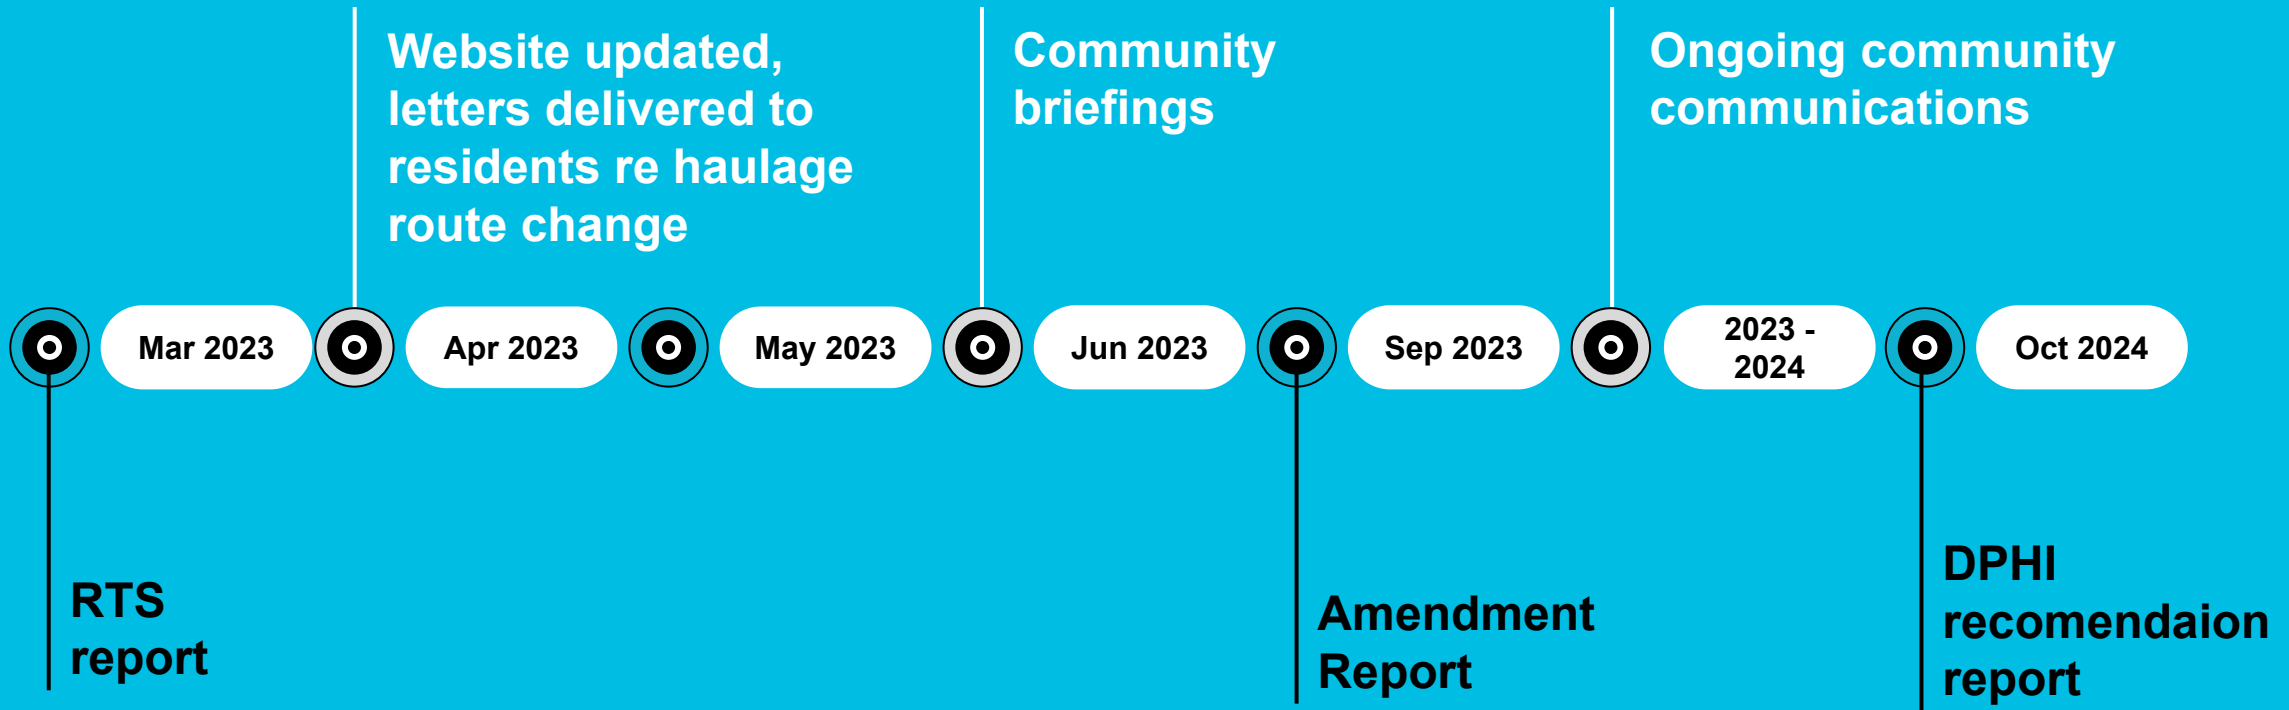 Website updated,
letters delivered to
residents re haulage
route change
Community
briefings
Ongoing community
communications
Mar 2023
Apr 2023
May 2023
Jun 2023
Sep 2023
2023 -
2024
Oct 2024
RTS
report
Amendment
Report
DPHI
recomendaion
report